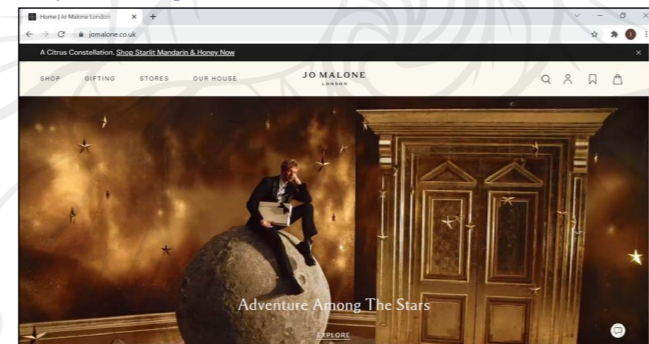 Home | Jo Malone London
jomalone.co.uk
A Citrus Constellation. Shop Starlit Mandarin & Honey Now
SHOP GIFTING STORES OUR HOUSE
JO MALONE
LONDON
Adventure Among The Stars
EXPLORE